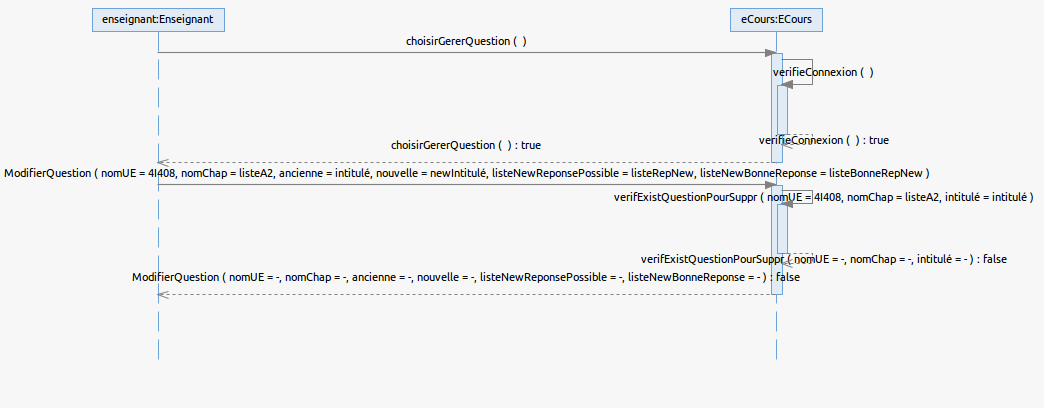 enseignant:Enseignant
eCours:ECours
choisirGererQuestion ( )
verifieConnexion ( )
verifieConnexion ( ) : true
choisirGererQuestion ( ) : true
ModifierQuestion ( nomUE = 4I408, nomChap = listeA2, ancienne = intitulé, nouvelle = newIntitulé, listeNewReponsePossible = listeRepNew, listeNewBonneReponse = listeBonneRepNew )
verifExistQuestionPourSuppr ( nomUE = 4I408, nomChap = listeA2, intitulé = intitulé )
verifExistQuestionPourSuppr ( nomUE = -, nomChap = -, intitulé = - ) : false
ModifierQuestion ( nomUE = -, nomChap = -, ancienne = -, nouvelle = -, listeNewReponsePossible = -, listeNewBonneReponse = - ) : false